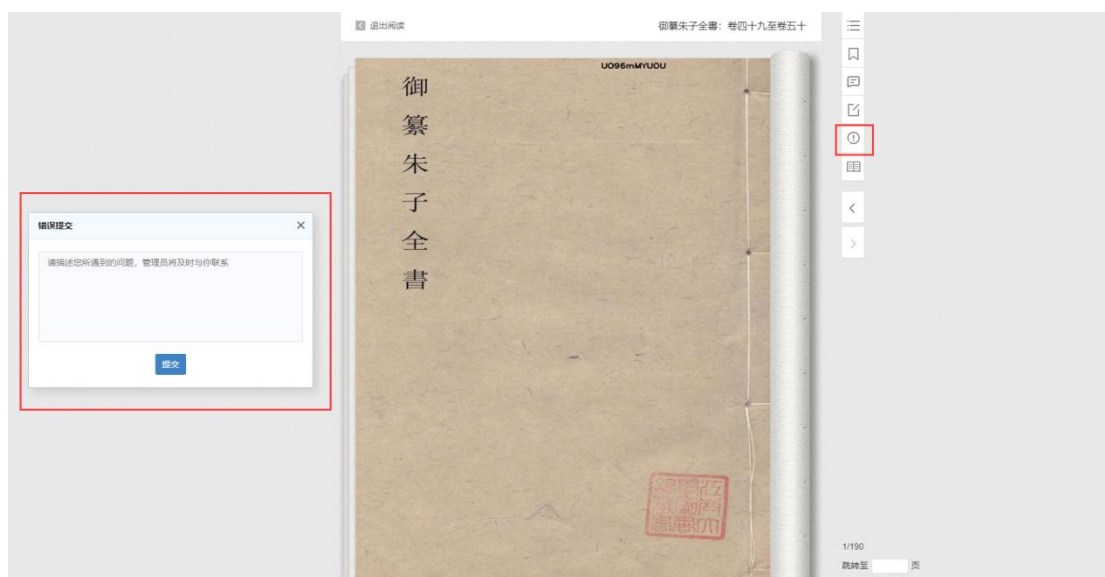 退出阅读
御纂朱子全書：卷四十九至卷五十
UO96mMYUOU
御纂朱子全書
错误提交
请描述您所遇到的问题，管理员将及时与你联系
提交
1/190
跳转至 页